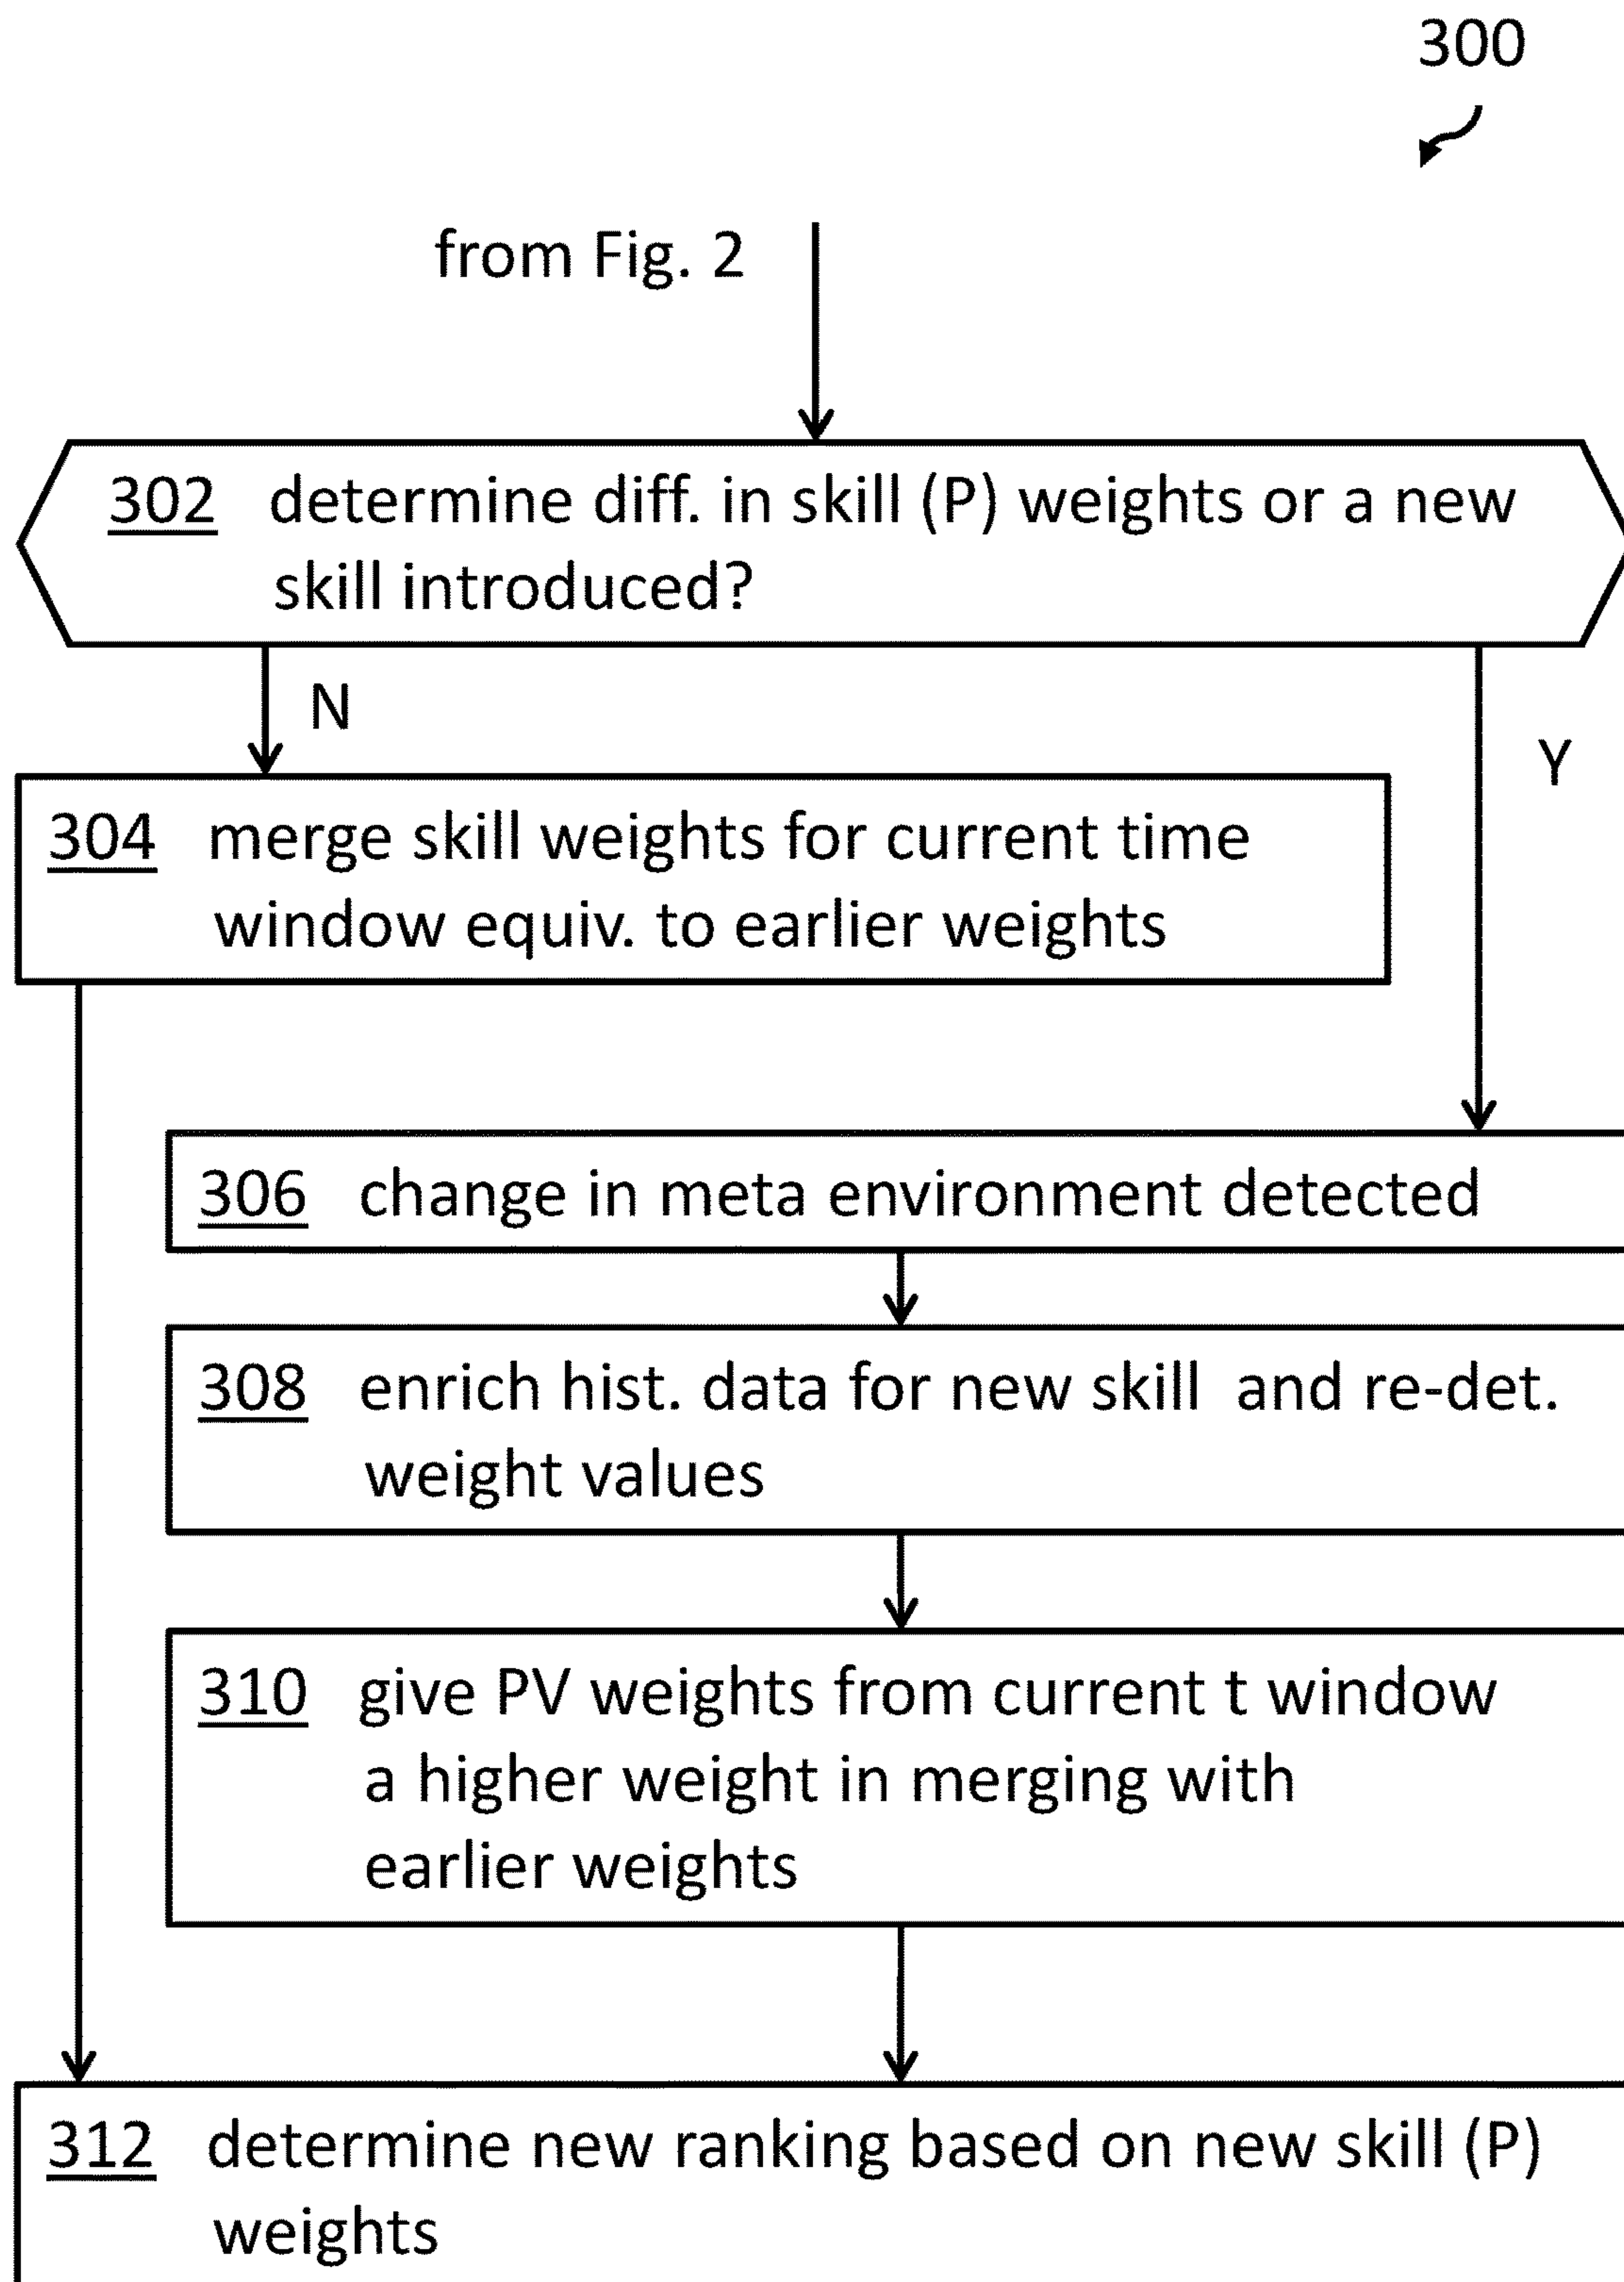 300
from Fig. 2
302 determine diff. in skill (P) weights or a new
skill introduced?
N
Y
304 merge skill weights for current time
window equiv. to earlier weights
306 change in meta environment detected
308 enrich hist. data for new skill and re-det.
weight values
310 give PV weights from current t window
a higher weight in merging with
earlier weights
312 determine new ranking based on new skill (P)
weights